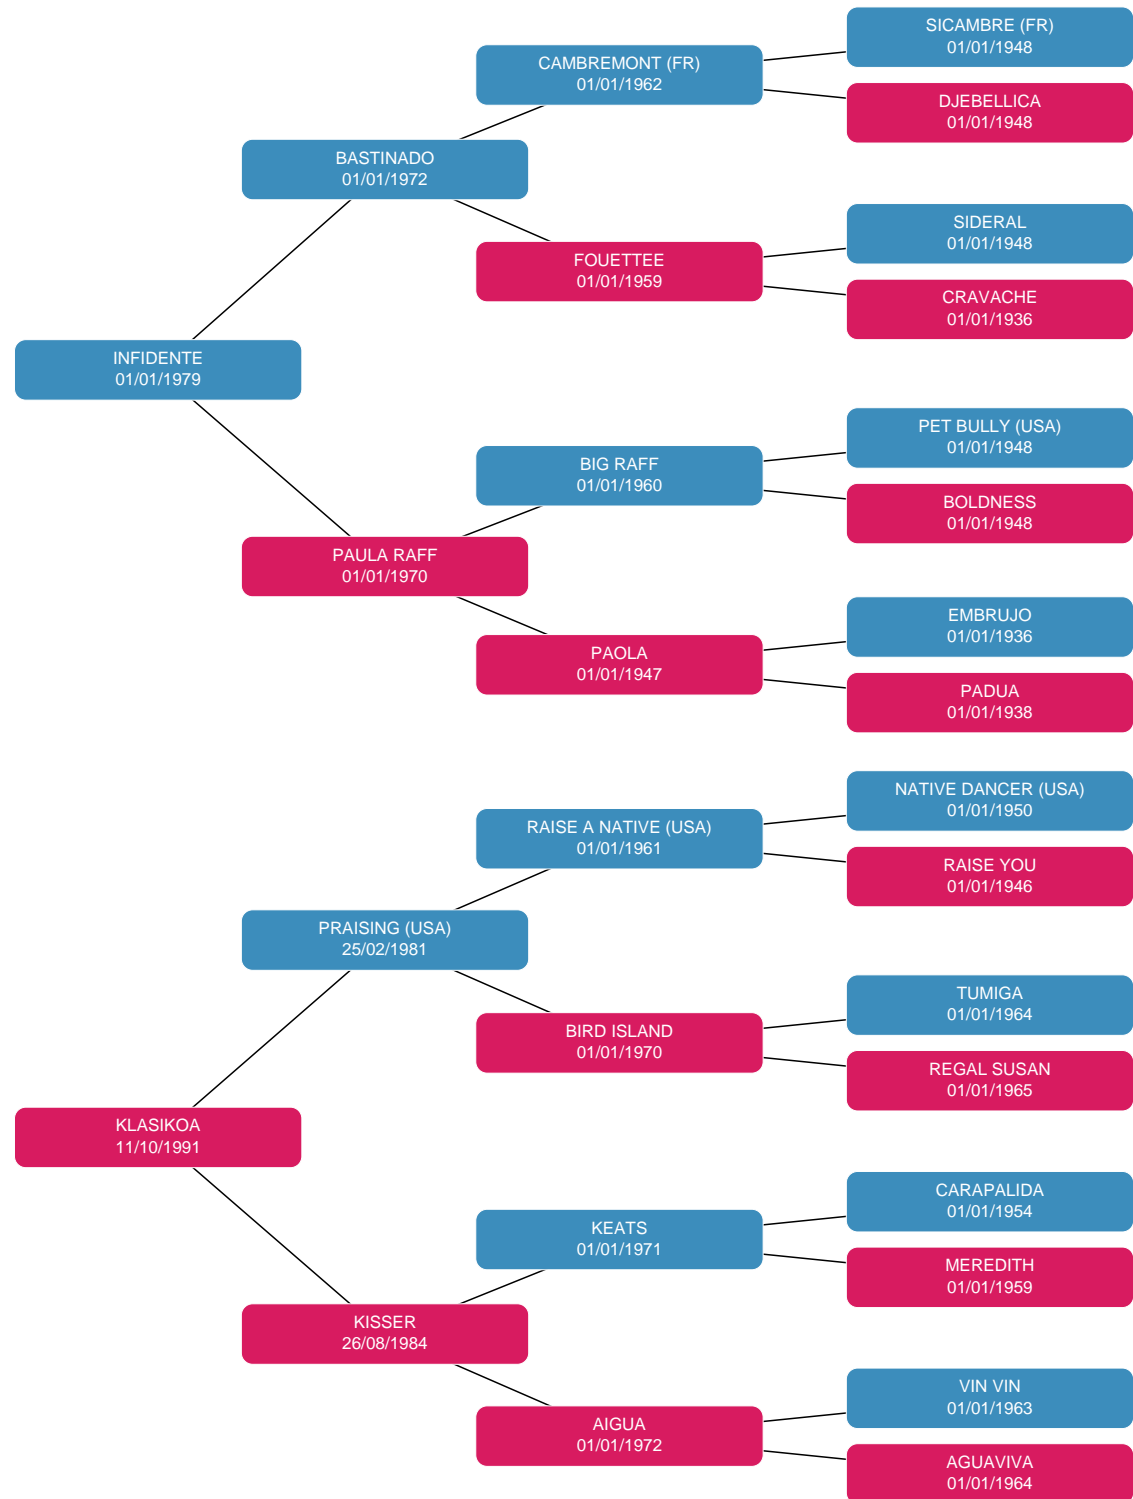 SICAMBRE (FR)
01/01/1948
CAMBREMONT (FR)
01/01/1962
DJEBELLICA
01/01/1948
BASTINADO
01/01/1972
SIDERAL
01/01/1948
FOUETTEE
01/01/1959
CRAVACHE
01/01/1936
INFIDENTE
01/01/1979
PET BULLY (USA)
01/01/1948
BIG RAFF
01/01/1960
BOLDNESS
01/01/1948
PAULA RAFF
01/01/1970
EMBRUJO
01/01/1936
PAOLA
01/01/1947
PADUA
01/01/1938
NATIVE DANCER (USA)
01/01/1950
RAISE A NATIVE (USA)
01/01/1961
RAISE YOU
01/01/1946
PRAISING (USA)
25/02/1981
TUMIGA
01/01/1964
BIRD ISLAND
01/01/1970
REGAL SUSAN
01/01/1965
KLASIKOA
11/10/1991
CARAPALIDA
01/01/1954
KEATS
01/01/1971
MEREDITH
01/01/1959
KISSER
26/08/1984
VIN VIN
01/01/1963
AIGUA
01/01/1972
AGUAVIVA
01/01/1964